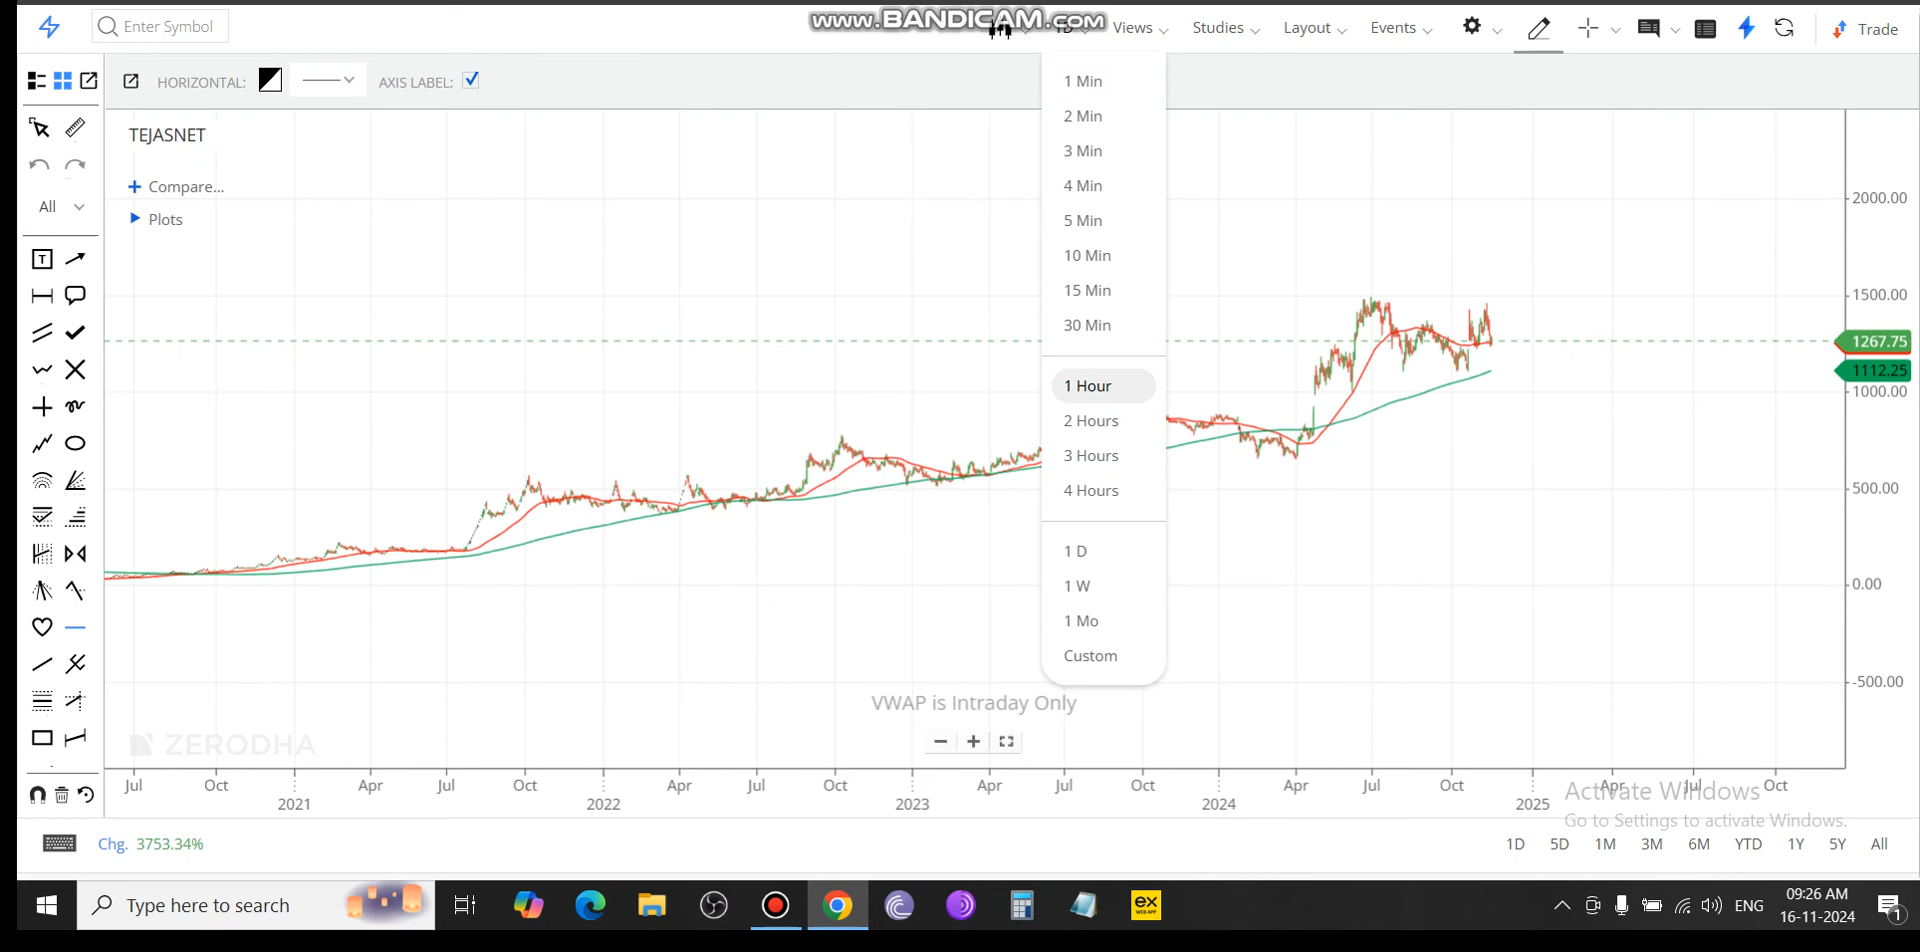 Enter Symbol
www.BANDICAM.com
1D
Views
Studies
Layout
Events
Trade
HORIZONTAL:
AXIS LABEL:
TEJASNET
Compare...
Plots
All
T
1 Min
2 Min
3 Min
4 Min
5 Min
10 Min
15 Min
30 Min
1 Hour
2 Hours
3 Hours
4 Hours
1 D
1 W
1 Mo
Custom
2000.00
1500.00
1267.75
1112.25
1000.00
500.00
0.00
-500.00
VWAP is Intraday Only
ZERODHA
Jul Oct Apr Jul Oct Apr Jul Oct Apr Jul Oct Apr Jul Oct Apr Jul Oct
2021 2022 2023 2024 2025
Activate Windows
Go to Settings to activate Windows.
Chg. 3753.34%
1D 5D 1M 3M 6M YTD 1Y 5Y All
Type here to search
ex
WEB APP
ENG
09:26 AM
16-11-2024
1